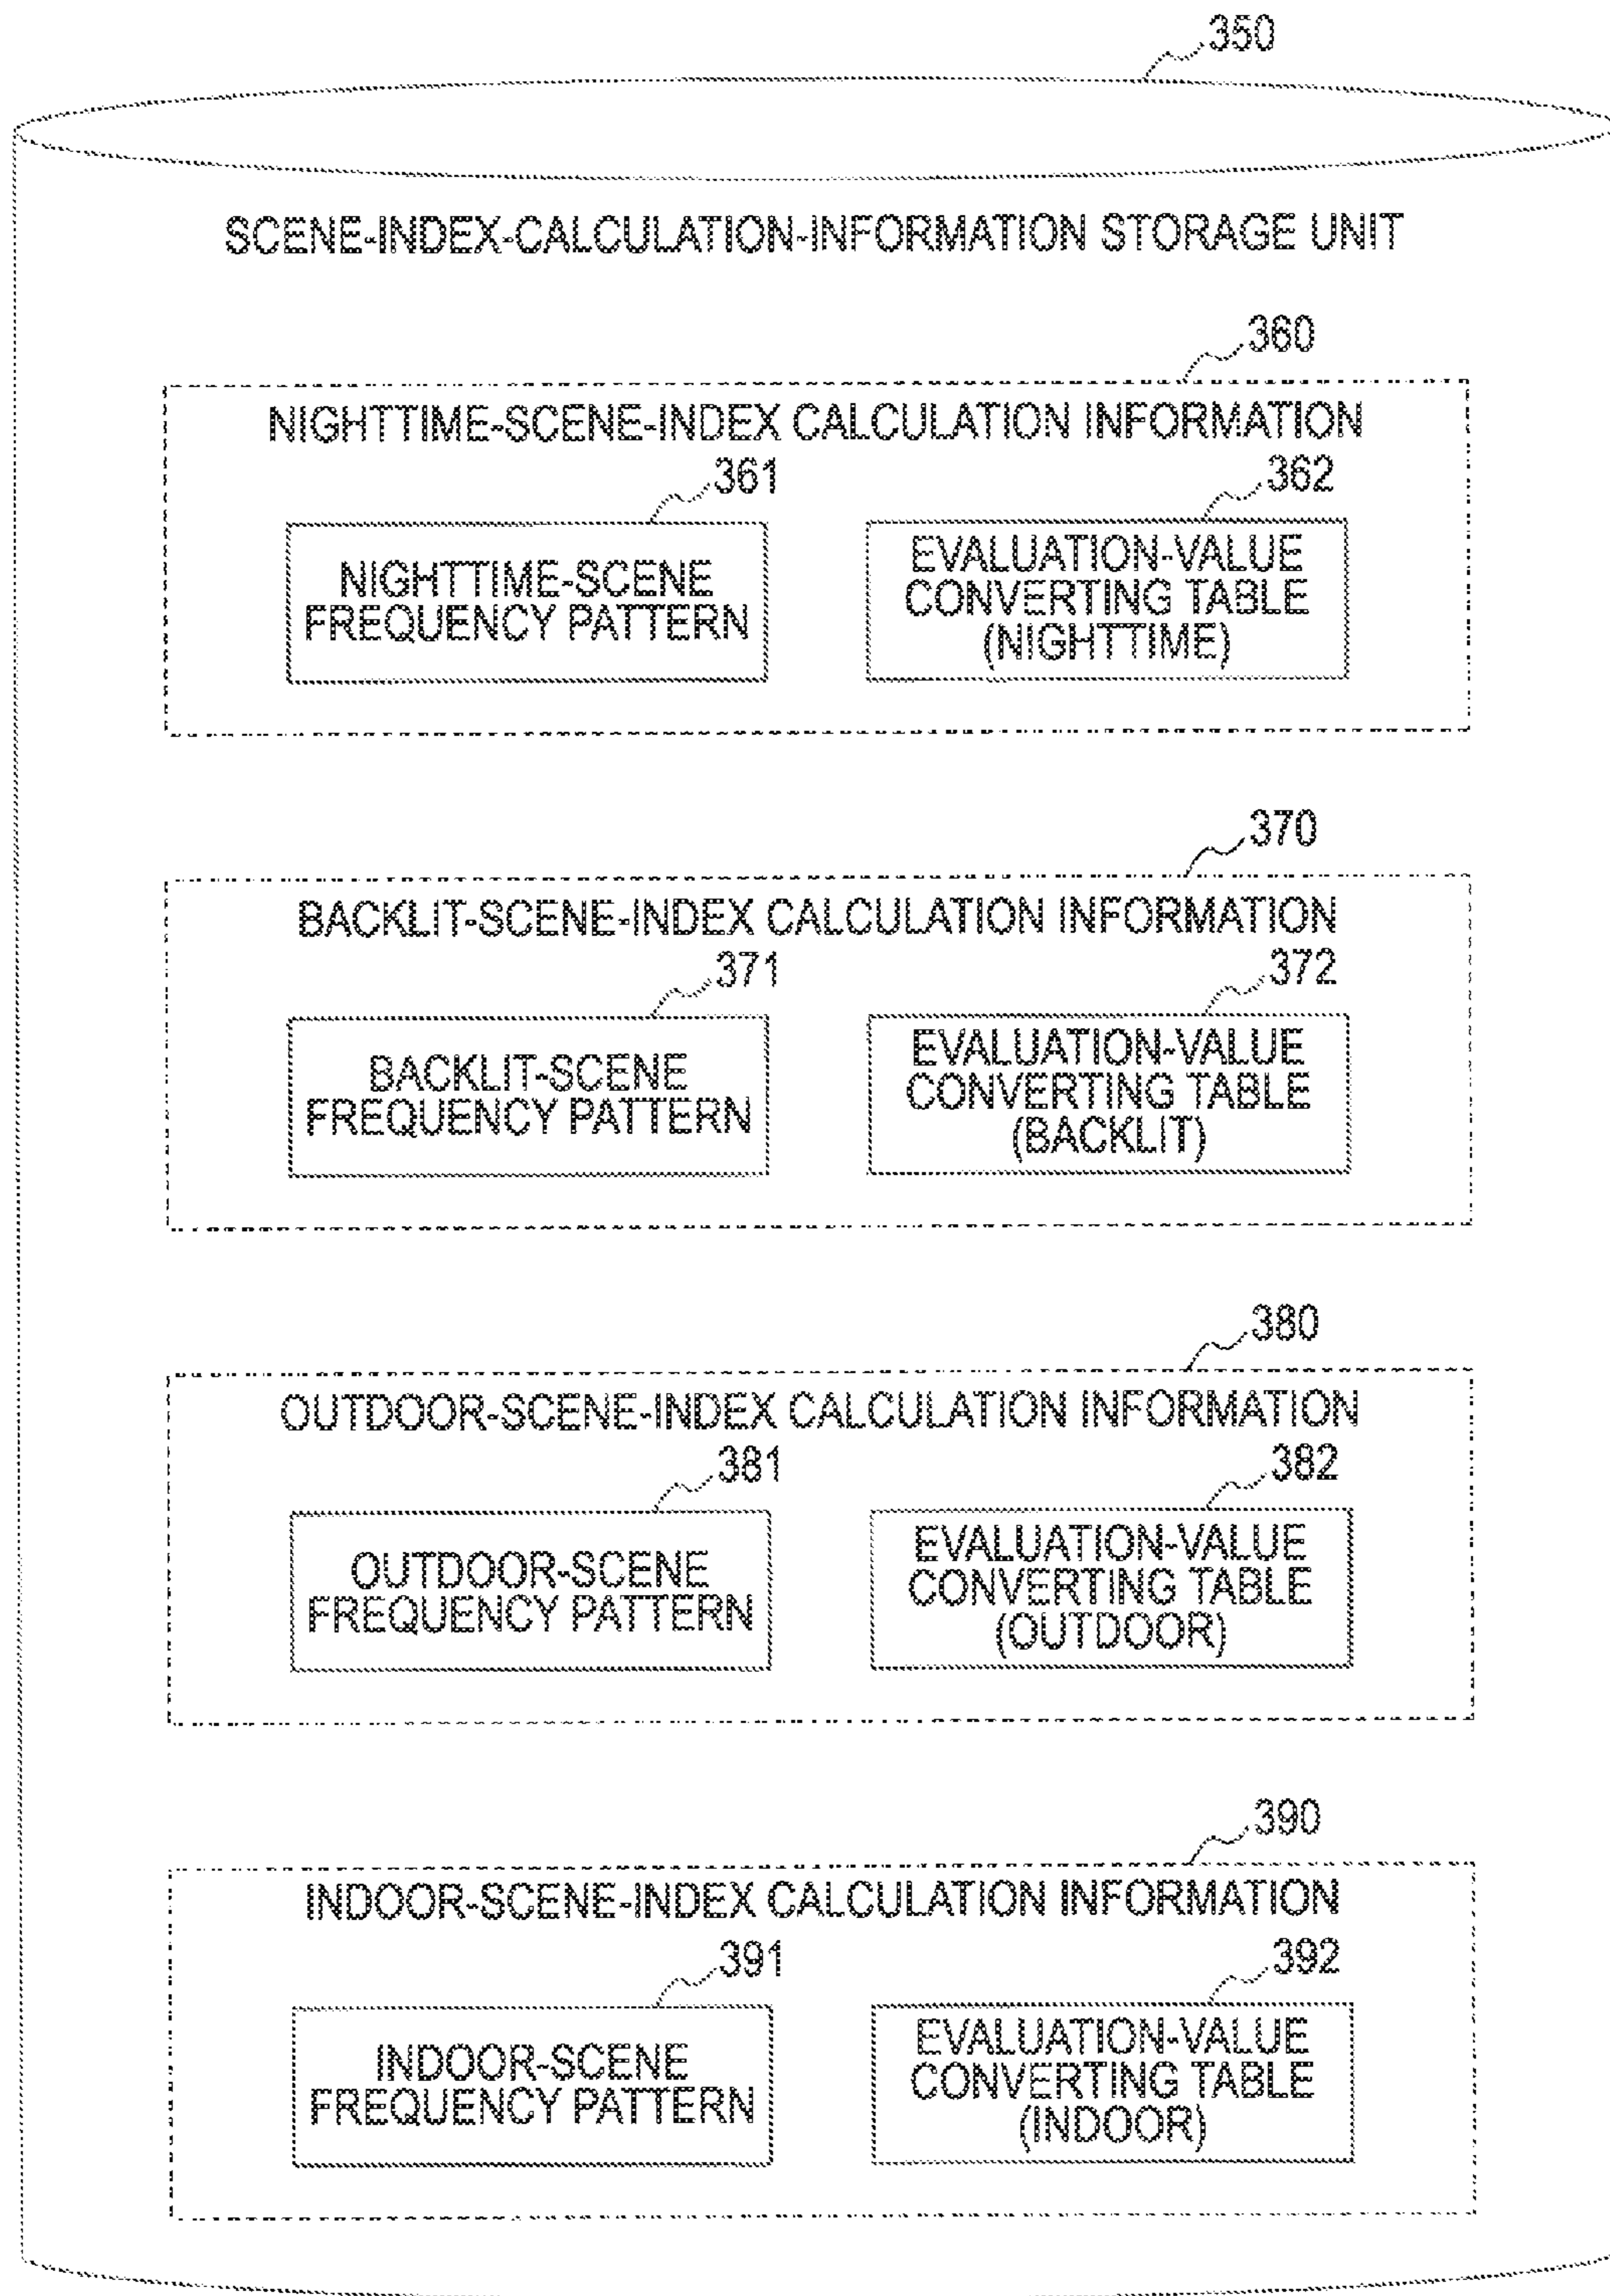 350
SCENE-INDEX-CALCULATION-INFORMATION STORAGE UNIT
360
NIGHTTIME-SCENE-INDEX CALCULATION INFORMATION
361
362
NIGHTTIME-SCENE
FREQUENCY PATTERN
EVALUATION-VALUE
CONVERTING TABLE
(NIGHTTIME)
370
BACKLIT-SCENE-INDEX CALCULATION INFORMATION
371
372
BACKLIT-SCENE
FREQUENCY PATTERN
EVALUATION-VALUE
CONVERTING TABLE
(BACKLIT)
380
OUTDOOR-SCENE-INDEX CALCULATION INFORMATION
381
382
OUTDOOR-SCENE
FREQUENCY PATTERN
EVALUATION-VALUE
CONVERTING TABLE
(OUTDOOR)
390
INDOOR-SCENE-INDEX CALCULATION INFORMATION
391
392
INDOOR-SCENE
FREQUENCY PATTERN
EVALUATION-VALUE
CONVERTING TABLE
(INDOOR)